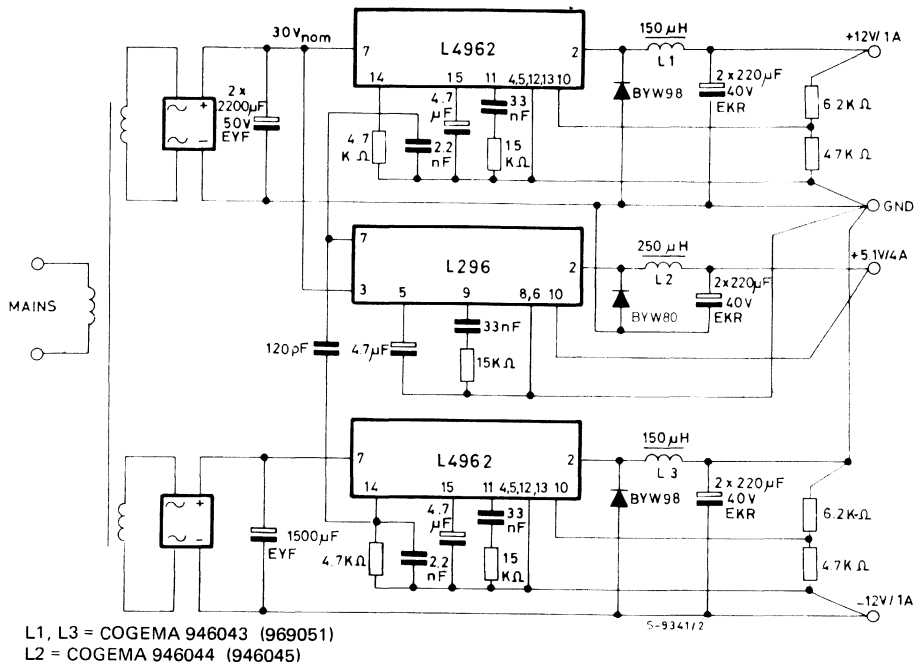 30Vnom
7
L4962
2
14
15
11
4,5,12,13
10
150µH
L1
+12V/1A
2x
2200µF
50V
EYF
4.7
KΩ
2.2
nF
4.7
µF
33
nF
15
KΩ
BYW98
2x220µF
40V
EKR
6.2KΩ
4.7KΩ
GND
7
L296
2
3
5
9
8,6
10
250µH
L2
+5.1V/4A
BYW80
2x220µF
40V
EKR
MAINS
120pF
4.7µF
33nF
15KΩ
7
L4962
2
14
15
11
4,5,12,13
10
150µH
L3
1500µF
EYF
4.7KΩ
2.2
nF
4.7
µF
33
nF
15
KΩ
BYW98
2x220µF
40V
EKR
6.2KΩ
4.7KΩ
-12V/1A
S-9341/2
L1, L3 = COGEMA 946043 (969051)
L2 = COGEMA 946044 (946045)